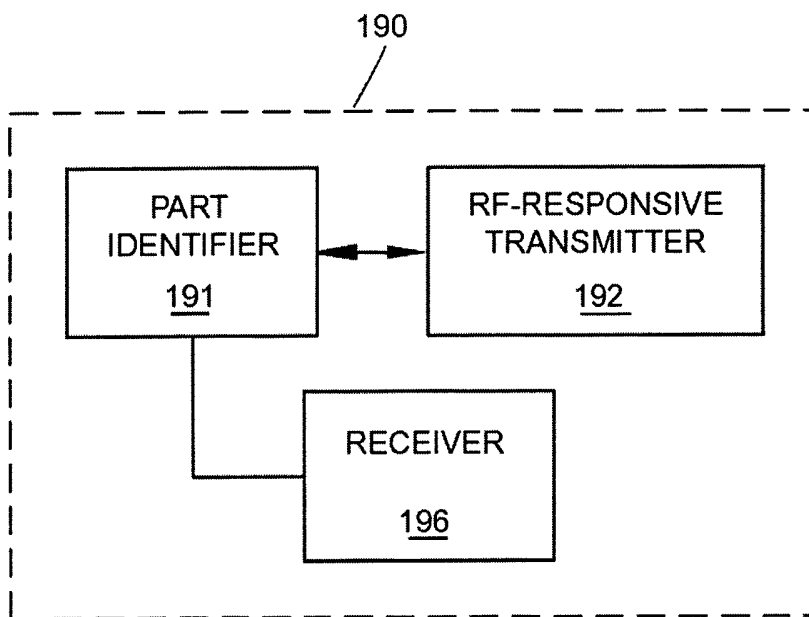 190
PART
IDENTIFIER
191
RF-RESPONSIVE
TRANSMITTER
192
RECEIVER
196